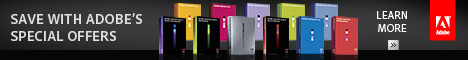 SAVE WITH ADOBE'S
SPECIAL OFFERS
LEARN
MORE
Adobe